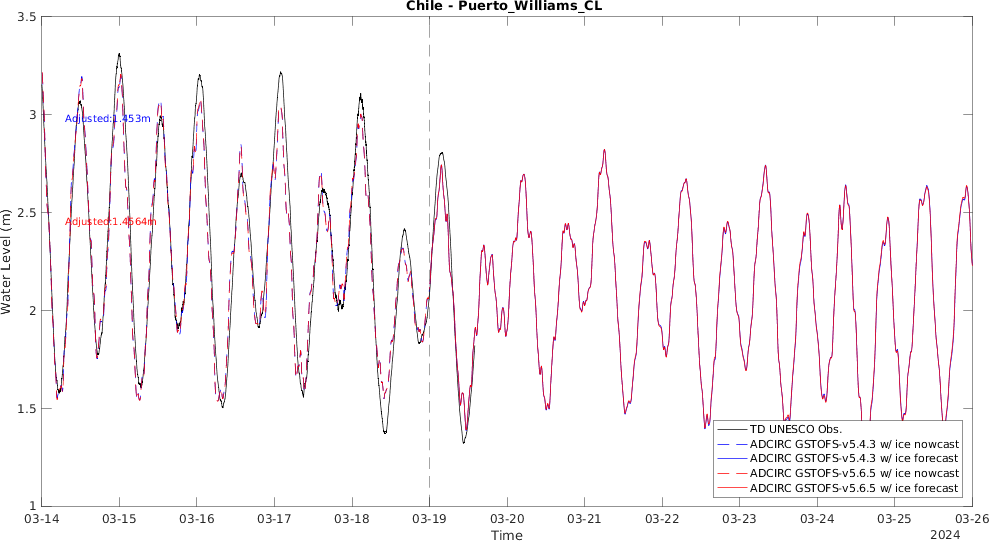 Chile - Puerto_Williams_CL
3.5
3
2.5
2
1.5
1
Water Level (m)
Adjusted:1.453m
Adjusted:1.4564m
TD UNESCO Obs.
ADCIRC GSTOFS-v5.4.3 w/ ice nowcast
ADCIRC GSTOFS-v5.4.3 w/ ice forecast
ADCIRC GSTOFS-v5.6.5 w/ ice nowcast
ADCIRC GSTOFS-v5.6.5 w/ ice forecast
03-14 03-15 03-16 03-17 03-18 03-19 03-20 03-21 03-22 03-23 03-24 03-25 03-26
Time
2024